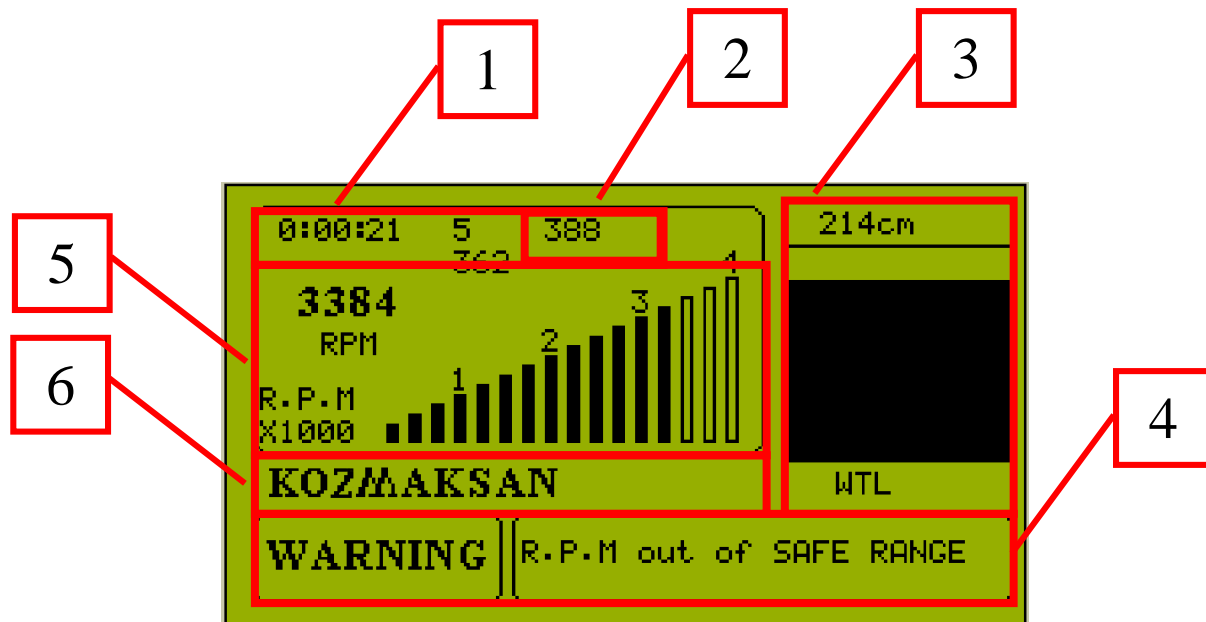 1
2
3
0:00:21 5 388
362
214cm
5
3384
RPM
4
3
2
1
R.P.M
X1000
6
KOZMAKSAN
WTL
4
WARNING R.P.M out of SAFE RANGE